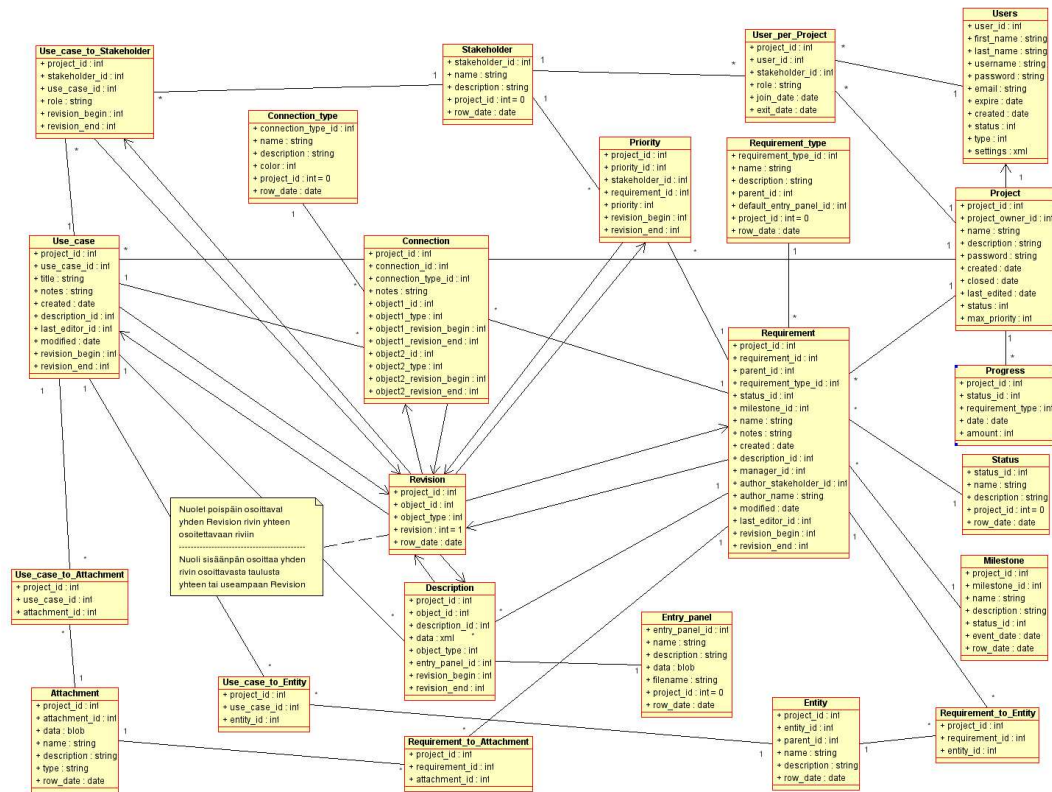 Users
+ user_id : int
+ first_name : string
+ last_name : string
+ username : string
+ password : string
+ email : string
+ expire : date
+ created : date
+ status : int
+ type : int
+ settings : xml
User_per_Project
+ project_id : int
+ user_id : int
+ stakeholder_id : int
+ role : string
+ join_date : date
+ exit_date : date
Stakeholder
+ stakeholder_id : int
+ name : string
+ description : string
+ project_id : int = 0
+ row_date : date
Use_case_to_Stakeholder
+ project_id : int
+ stakeholder_id : int
+ use_case_id : int
+ role : string
+ revision_begin : int
+ revision_end : int
Connection_type
+ connection_type_id : int
+ name : string
+ description : string
+ color : int
+ project_id : int = 0
+ row_date : date
Priority
+ project_id : int
+ priority_id : int
+ stakeholder_id : int
+ requirement_id : int
+ priority : int
+ revision_begin : int
+ revision_end : int
Requirement_type
+ requirement_type_id : int
+ name : string
+ description : string
+ parent_id : int
+ default_entry_panel_id : int
+ project_id : int = 0
+ row_date : date
Project
+ project_id : int
+ project_owner_id : int
+ name : string
+ description : string
+ password : string
+ created : date
+ closed : date
+ last_edited : date
+ status : int
+ max_priority : int
Use_case
+ project_id : int
+ use_case_id : int
+ title : string
+ notes : string
+ created : date
+ description_id : int
+ last_editor_id : int
+ modified : date
+ revision_begin : int
+ revision_end : int
Connection
+ project_id : int
+ connection_id : int
+ connection_type_id : int
+ notes : string
+ object1_id : int
+ object1_type : int
+ object1_revision_begin : int
+ object1_revision_end : int
+ object2_id : int
+ object2_type : int
+ object2_revision_begin : int
+ object2_revision_end : int
Requirement
+ project_id : int
+ requirement_id : int
+ parent_id : int
+ requirement_type_id : int
+ status_id : int
+ milestone_id : int
+ name : string
+ notes : string
+ created : date
+ description_id : int
+ manager_id : int
+ author_stakeholder_id : int
+ author_name : string
+ modified : date
+ last_editor_id : int
+ revision_begin : int
+ revision_end : int
Progress
+ project_id : int
+ status_id : int
+ requirement_type : int
+ date : date
+ amount : int
Status
+ status_id : int
+ name : string
+ description : string
+ project_id : int = 0
+ row_date : date
Revision
+ project_id : int
+ object_id : int
+ object_type : int
+ revision : int = 1
+ row_date : date
Nuolet poispäin osoittavat
yhden Revision rivin yhteen
osoitettavaan riviin
------------------------------------
Nuoli sisäänpän osoittaa yhden
rivin osoittavasta taulusta
yhteen tai useampaan Revision
Milestone
+ project_id : int
+ milestone_id : int
+ name : string
+ description : string
+ status_id : int
+ event_date : date
+ row_date : date
Use_case_to_Attachment
+ project_id : int
+ use_case_id : int
+ attachment_id : int
Description
+ project_id : int
+ object_id : int
+ description_id : int
+ data : xml
+ object_type : int
+ entry_panel_id : int
+ revision_begin : int
+ revision_end : int
Entry_panel
+ entry_panel_id : int
+ name : string
+ description : string
+ data : blob
+ filename : string
+ project_id : int = 0
+ row_date : date
Use_case_to_Entity
+ project_id : int
+ use_case_id : int
+ entity_id : int
Attachment
+ project_id : int
+ attachment_id : int
+ data : blob
+ name : string
+ description : string
+ type : string
+ row_date : date
Requirement_to_Attachment
+ project_id : int
+ requirement_id : int
+ attachment_id : int
Entity
+ project_id : int
+ entity_id : int
+ parent_id : int
+ name : string
+ description : string
+ row_date : date
Requirement_to_Entity
+ project_id : int
+ requirement_id : int
+ entity_id : int